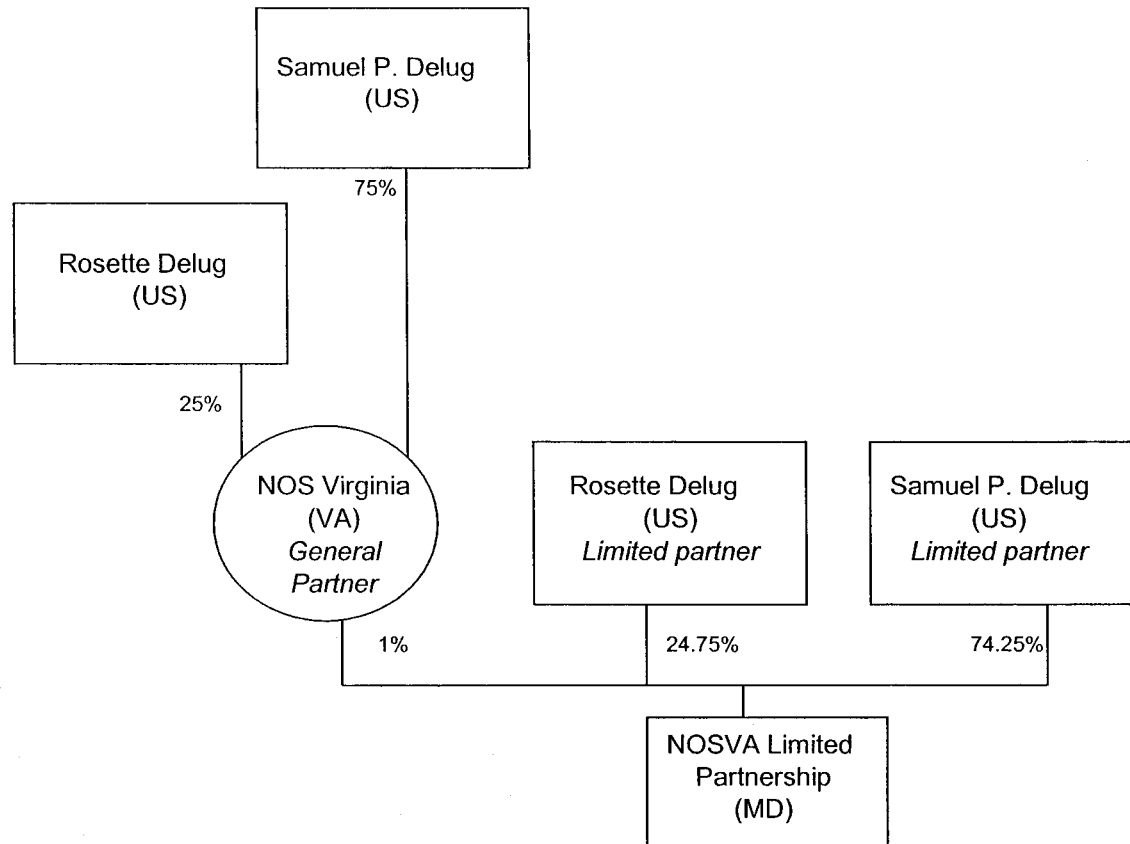 Samuel P. Delug
(US)
75%
Rosette Delug
(US)
25%
NOS Virginia
(VA)
General
Partner
Rosette Delug
(US)
Limited partner
Samuel P. Delug
(US)
Limited partner
1%
24.75%
74.25%
NOSVA Limited
Partnership
(MD)